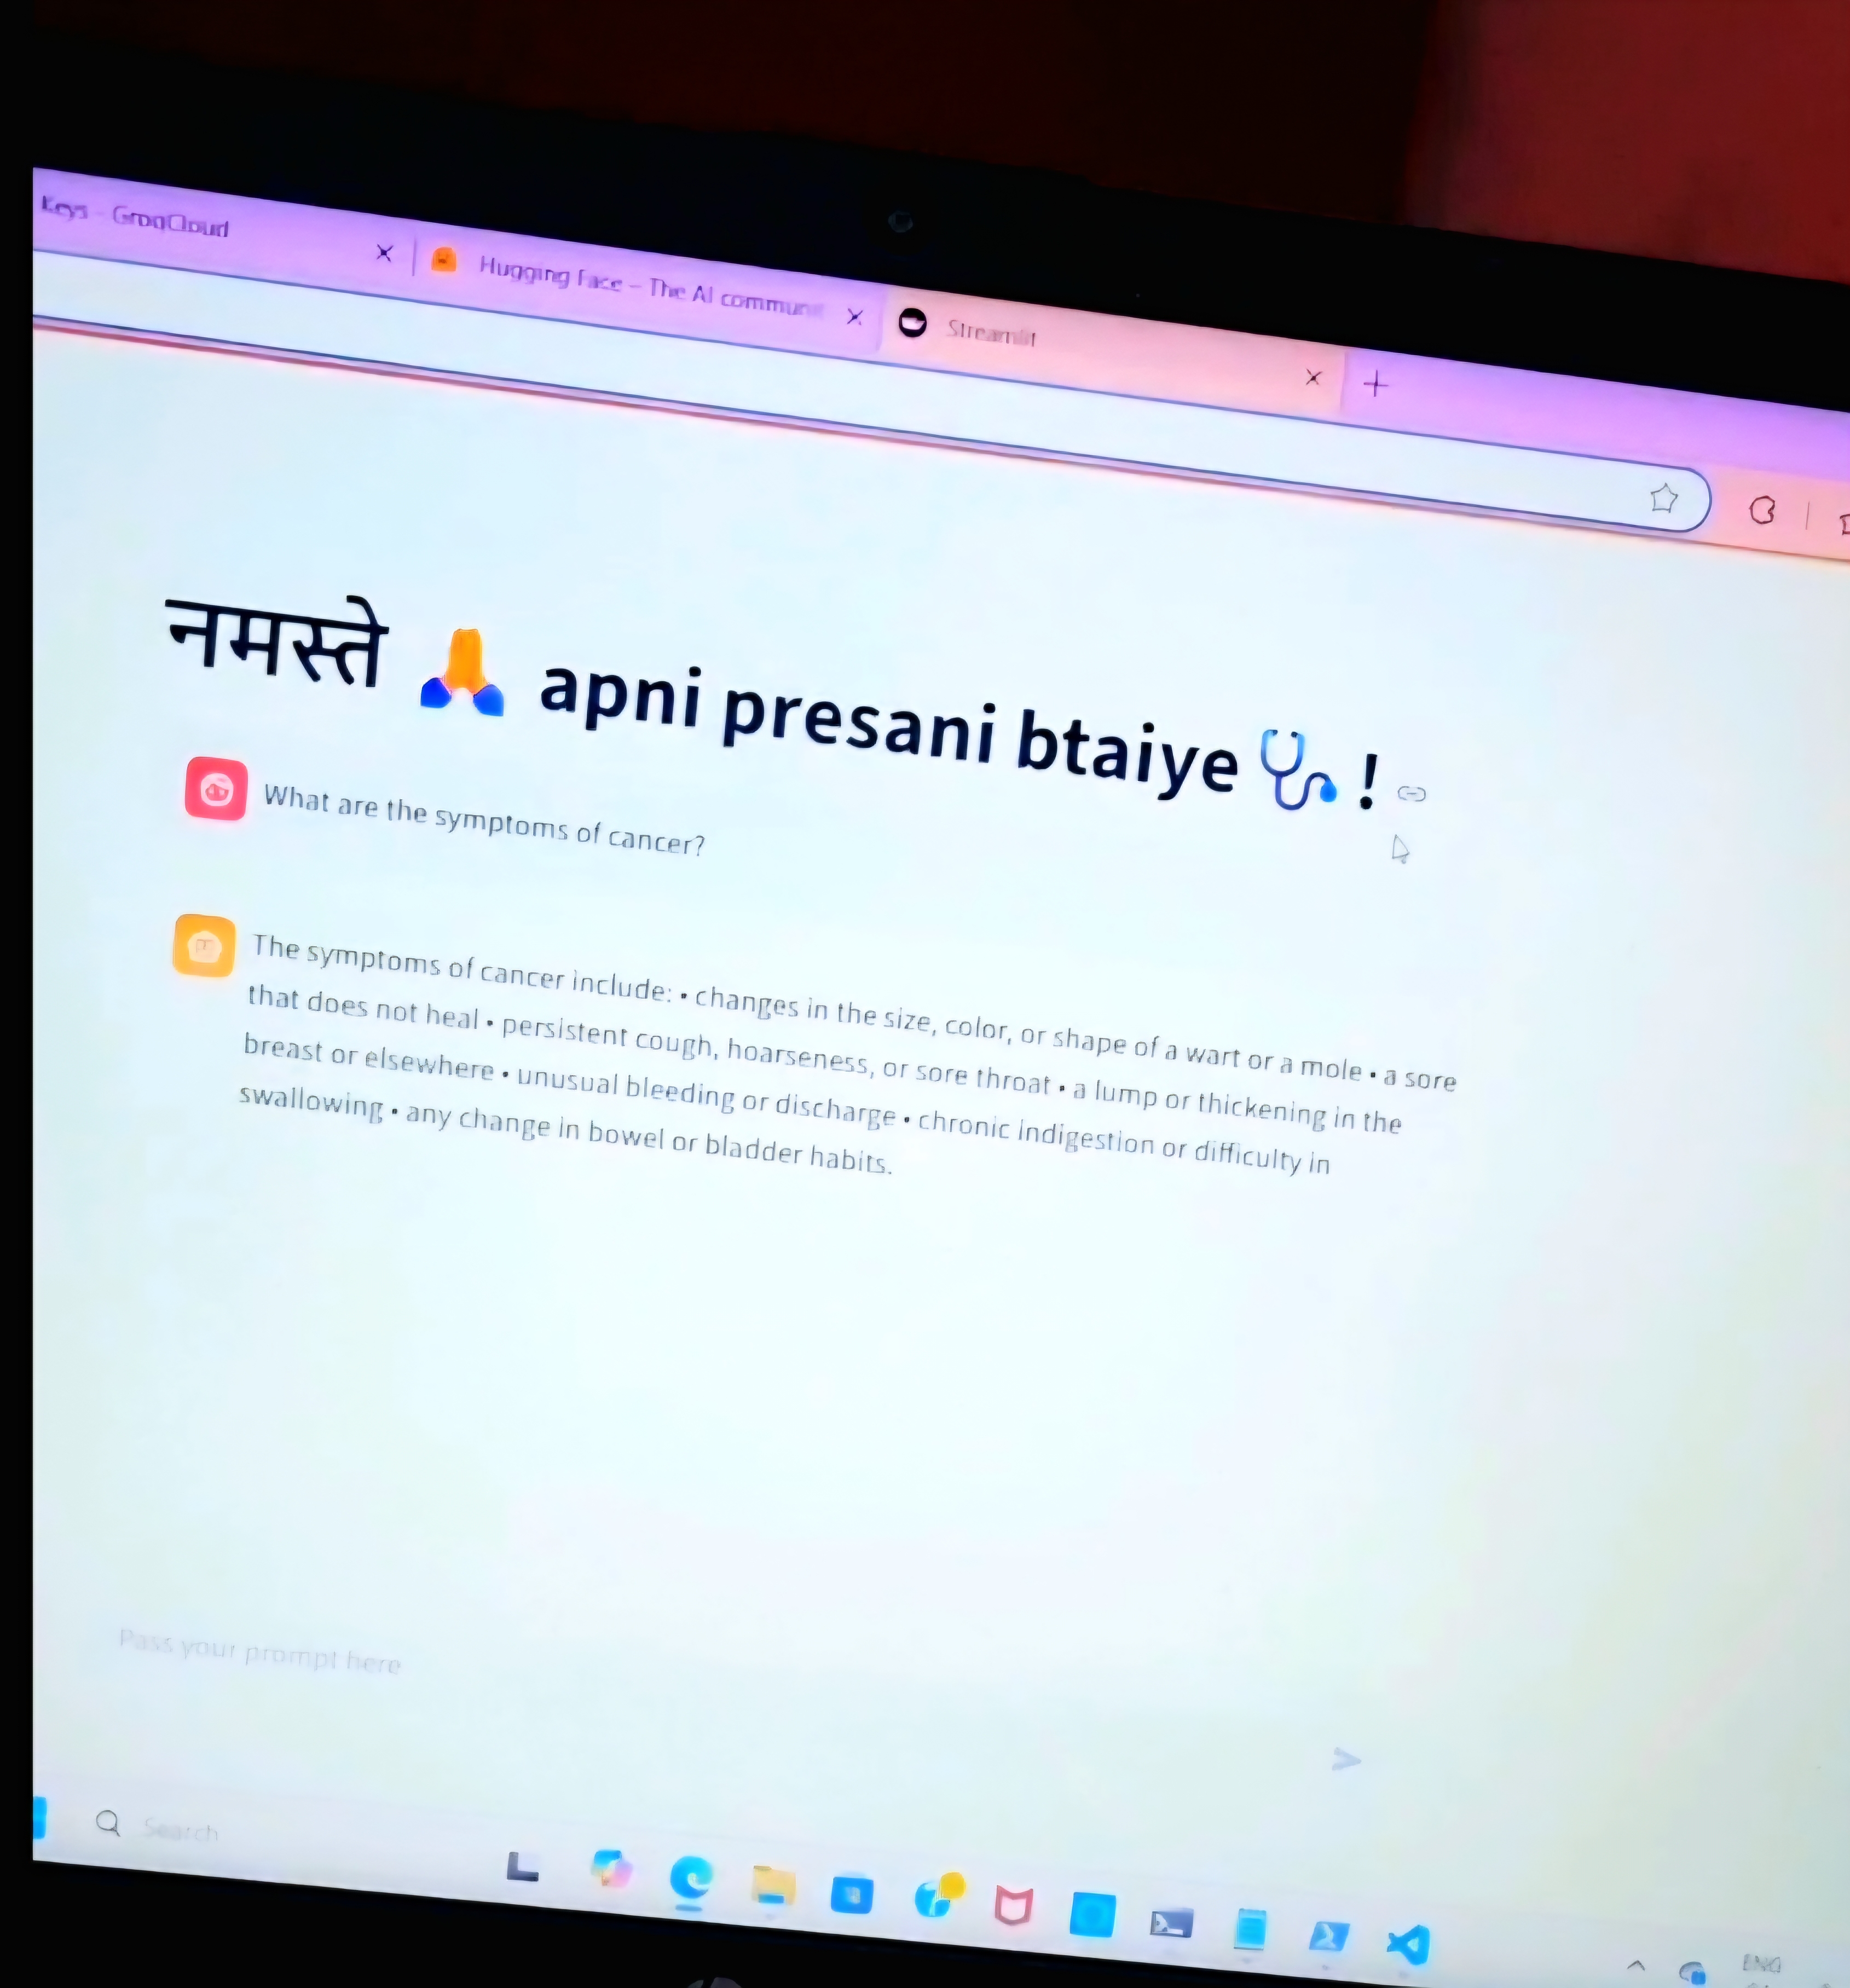 Keys - GroqCloud
Hugging Face – The AI communit
Streamlit
नमस्ते 🙏 apni presani btaiye 🩺 !
What are the symptoms of cancer?
The symptoms of cancer include: • changes in the size, color, or shape of a wart or a mole • a sore
that does not heal • persistent cough, hoarseness, or sore throat • a lump or thickening in the
breast or elsewhere • unusual bleeding or discharge • chronic indigestion or difficulty in
swallowing • any change in bowel or bladder habits.
Pass your prompt here
Search
ENG